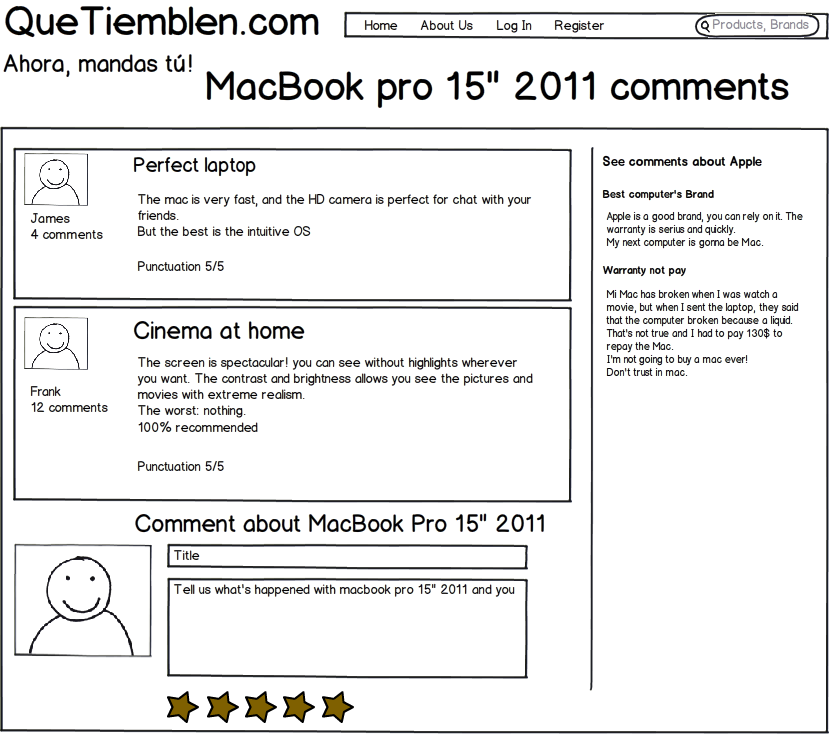 QueTiemblen.com
Home About Us Log In Register
Products, Brands
Ahora, mandas tú!
MacBook pro 15" 2011 comments
Perfect laptop
The mac is very fast, and the HD camera is perfect for chat with your
friends.
But the best is the intuitive OS
Punctuation 5/5
James
4 comments
Cinema at home
The screen is spectacular! you can see without highlights wherever
you want. The contrast and brightness allows you see the pictures and
movies with extreme realism.
The worst: nothing.
100% recommended
Punctuation 5/5
Frank
12 comments
Comment about MacBook Pro 15" 2011
Title
Tell us what's happened with macbook pro 15" 2011 and you
See comments about Apple
Best computer's Brand
Apple is a good brand, you can rely on it. The
warranty is serius and quickly.
My next computer is gonna be Mac.
Warranty not pay
Mi Mac has broken when I was watch a
movie, but when I sent the laptop, they said
that the computer broken because a liquid.
That's not true and I had to pay 130$ to
repay the Mac.
I'm not going to buy a mac ever!
Don't trust in mac.